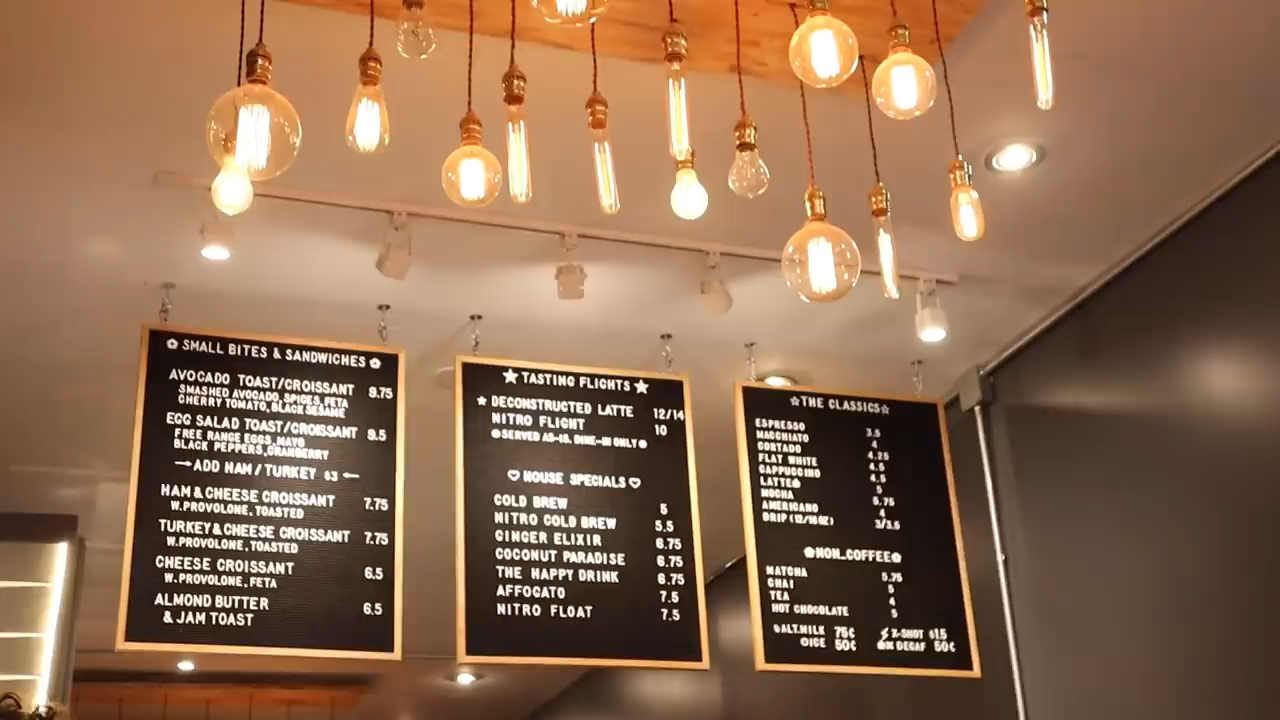 SMALL BITES & SANDWICHES
AVOCADO TOAST/CROISSANT 9.75
SMASHED AVOCADO, SPICES, FETA
CHERRY TOMATO, BLACK SESAME
EGG SALAD TOAST/CROISSANT 9.5
FREE RANGE EGGS, MAYO
BLACK PEPPERS, CRANBERRY
→ADD HAM/TURKEY $3←
HAM & CHEESE CROISSANT 7.75
W.PROVOLONE, TOASTED
TURKEY & CHEESE CROISSANT 7.75
W.PROVOLONE, TOASTED
CHEESE CROISSANT 6.5
W.PROVOLONE, FETA
ALMOND BUTTER 6.5
& JAM TOAST
★TASTING FLIGHTS★
★ DECONSTRUCTED LATTE 12/14
NITRO FLIGHT 10
SERVED AS-IS. DINE-IN ONLY
♡ HOUSE SPECIALS ♡
COLD BREW 5
NITRO COLD BREW 5.5
GINGER ELIXIR 6.75
COCONUT PARADISE 6.75
THE HAPPY DRINK 6.75
AFFOGATO 7.5
NITRO FLOAT 7.5
☆THE CLASSICS☆
ESPRESSO 3.5
MACCHIATO 4
CORTADO 4.25
FLAT WHITE 4.5
CAPPUCCINO 4.5
LATTE 5
MOCHA 5.75
AMERICANO 4
DRIP (12/16OZ) 3/3.5
NON-COFFEE
MATCHA 5.75
CHAI 5
TEA 4
HOT CHOCOLATE 5
ALT.MILK 75¢ X-SHOT $1.5
ICE 50¢ DECAF 50¢